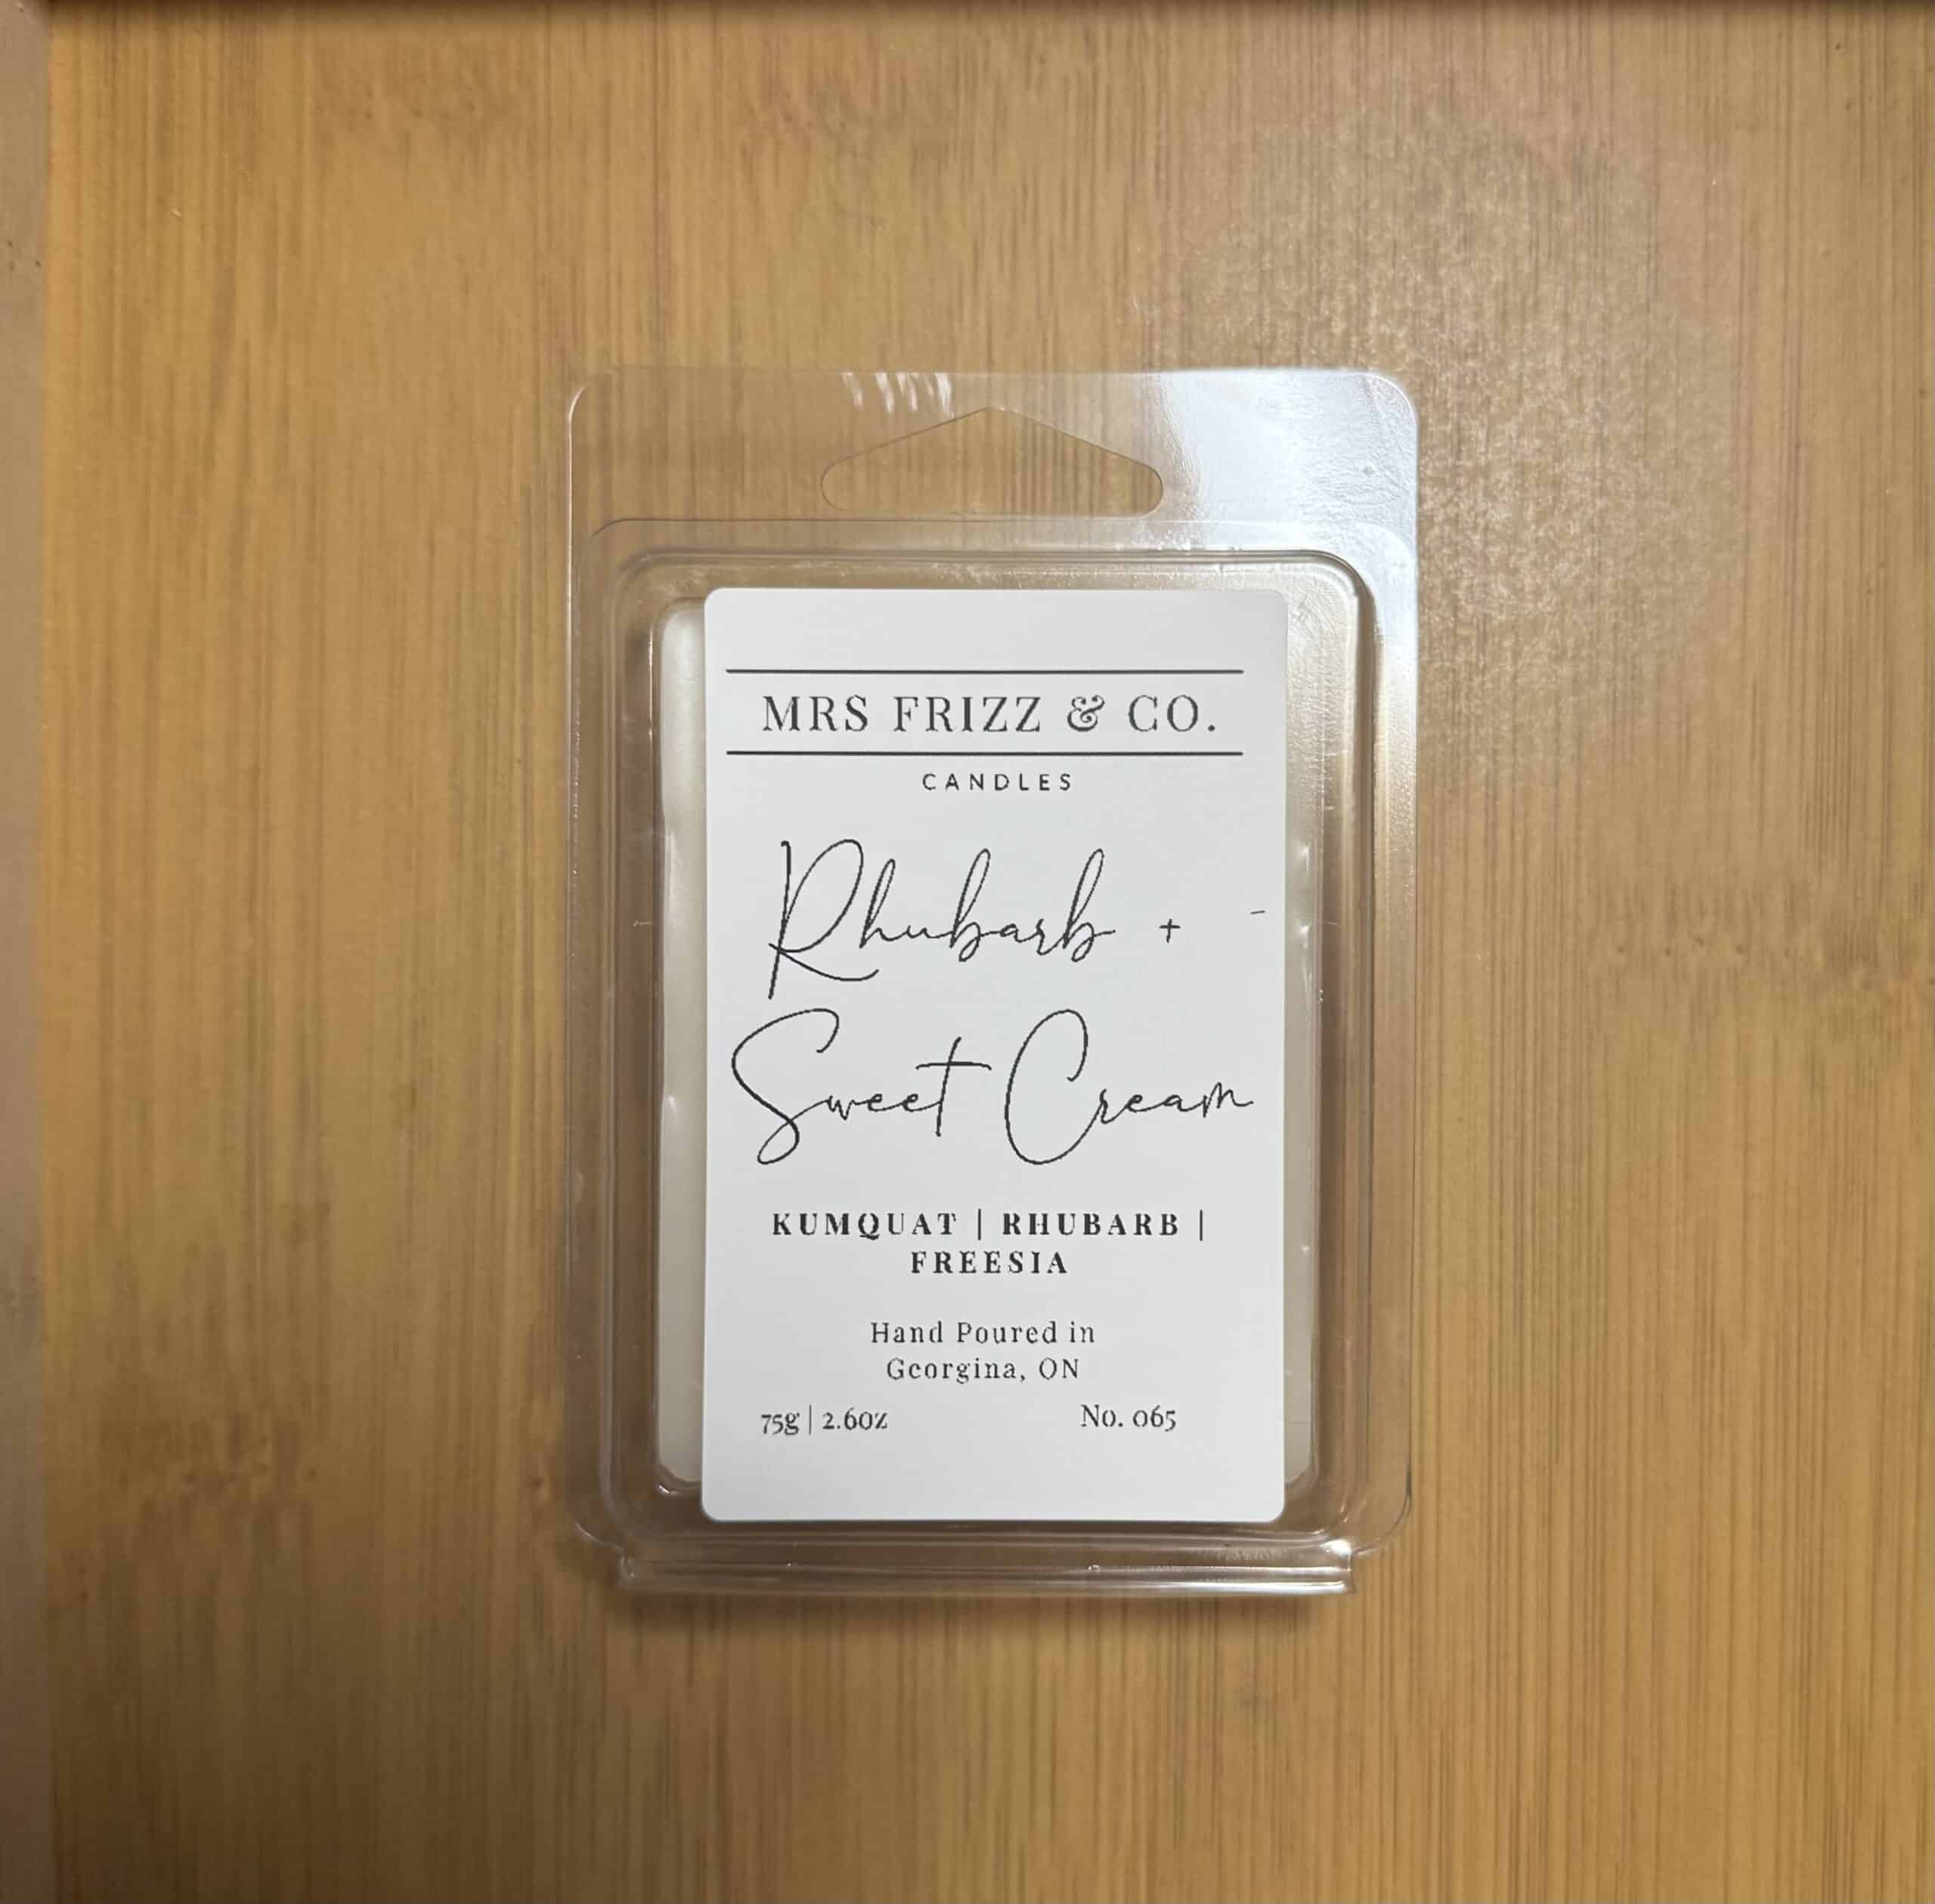 MRS FRIZZ & CO.
CANDLES
Rhubarb + -
Sweet Cream
KUMQUAT | RHUBARB |
FREESIA
Hand Poured in
Georgina, ON
75g | 2.6oz
No. 065